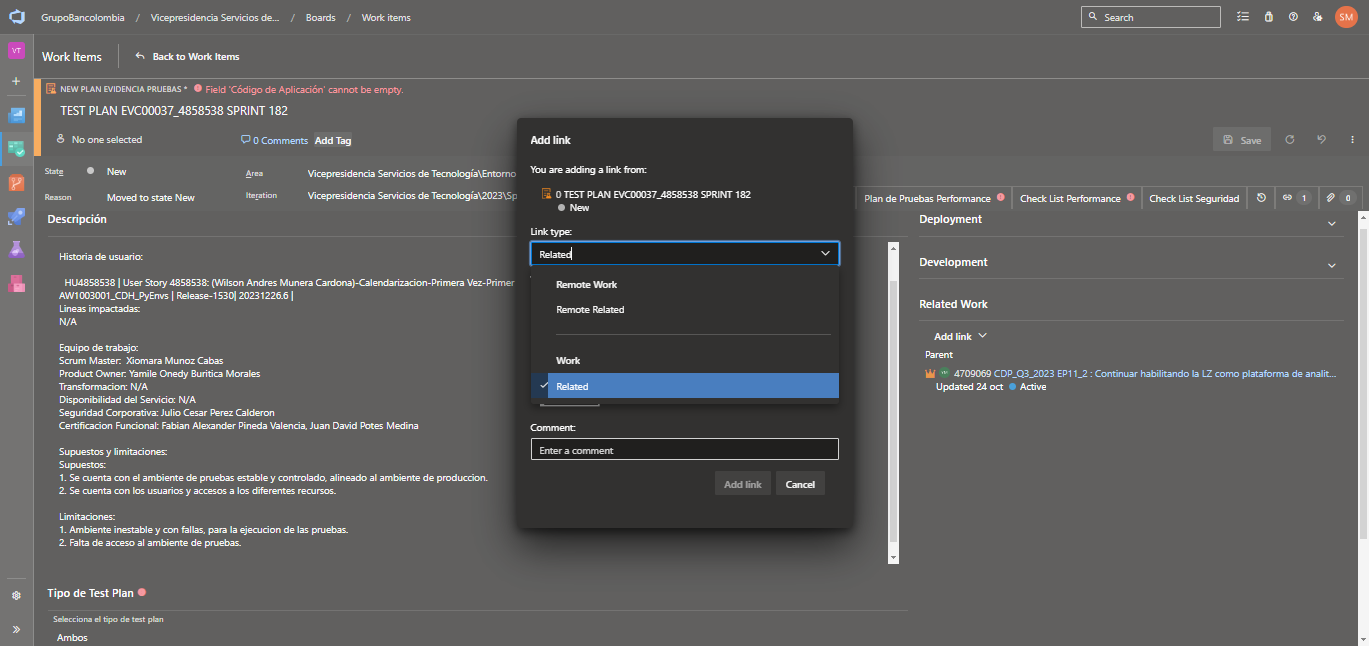 GrupoBancolombia / Vicepresidencia Servicios de... / Boards / Work items
Search
SM
VT
Work Items
Back to Work Items
NEW PLAN EVIDENCIA PRUEBAS * Field 'Código de Aplicación' cannot be empty.
TEST PLAN EVC00037_4858538 SPRINT 182
No one selected
0 Comments
Add Tag
Save
State
New
Area
Vicepresidencia Servicios de Tecnología\Entorno
Reason
Moved to state New
Iteration
Vicepresidencia Servicios de Tecnología\2023\Sp
Plan de Pruebas Performance
Check List Performance
Check List Seguridad
1
0
Descripción
Historia de usuario:
HU4858538 | User Story 4858538: (Wilson Andres Munera Cardona)-Calendarizacion-Primera Vez-Primer
AW1003001_CDH_PyEnvs | Release-1530| 20231226.6 |
Lineas impactadas:
N/A
Equipo de trabajo:
Scrum Master: Xiomara Munoz Cabas
Product Owner: Yamile Onedy Buritica Morales
Transformacion: N/A
Disponibilidad del Servicio: N/A
Seguridad Corporativa: Julio Cesar Perez Calderon
Certificacion Funcional: Fabian Alexander Pineda Valencia, Juan David Potes Medina
Supuestos y limitaciones:
Supuestos:
1. Se cuenta con el ambiente de pruebas estable y controlado, alineado al ambiente de produccion.
2. Se cuenta con los usuarios y accesos a los diferentes recursos.
Limitaciones:
1. Ambiente inestable y con fallas, para la ejecucion de las pruebas.
2. Falta de acceso al ambiente de pruebas.
Tipo de Test Plan
Selecciona el tipo de test plan
Ambos
Add link
You are adding a link from:
0 TEST PLAN EVC00037_4858538 SPRINT 182
New
Link type:
Related
Remote Work
Remote Related
Work
Related
Comment:
Enter a comment
Add link
Cancel
Deployment
Development
Related Work
Add link
Parent
4709069 CDP_Q3_2023 EP11_2 : Continuar habilitando la LZ como plataforma de analit...
Updated 24 oct
Active